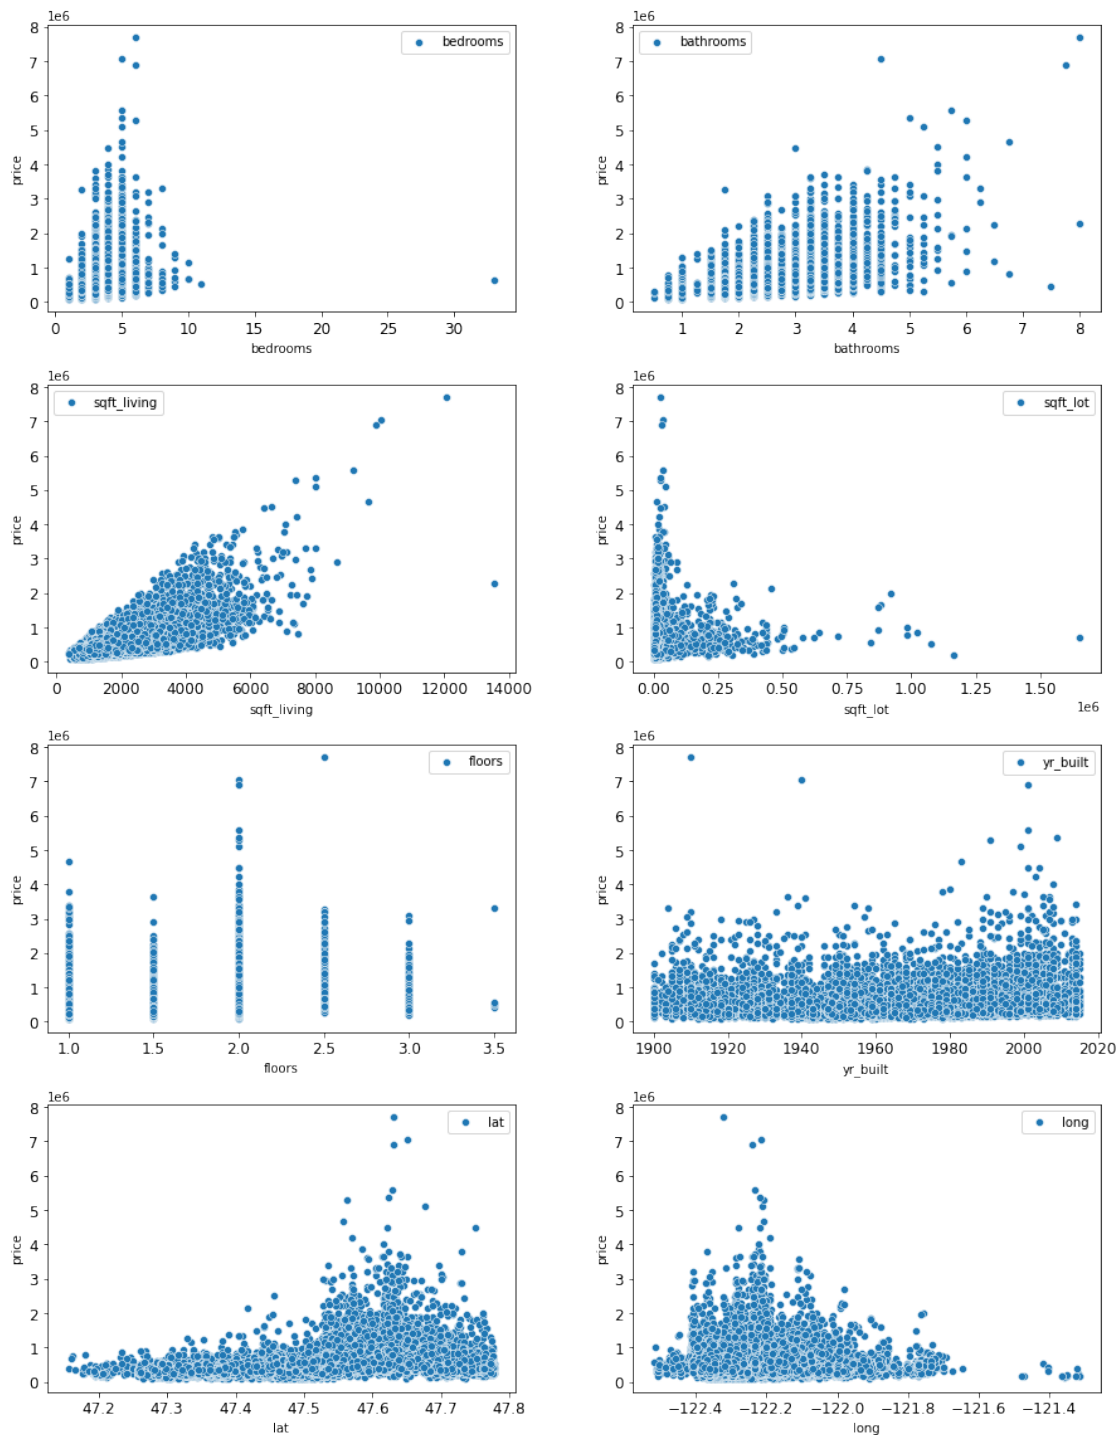 1e6
1e6
bedrooms
bathrooms
8
7
6
5
4
3
2
1
0
price
8
7
6
5
4
3
2
1
0
price
0 5 10 15 20 25 30
1 2 3 4 5 6 7 8
bedrooms
bathrooms
1e6
1e6
sqft_living
sqft_lot
8
7
6
5
4
3
2
1
0
price
8
7
6
5
4
3
2
1
0
price
0 2000 4000 6000 8000 10000 12000 14000
0.00 0.25 0.50 0.75 1.00 1.25 1.50
sqft_living
sqft_lot
1e6
1e6
1e6
floors
yr_built
8
7
6
5
4
3
2
1
0
price
8
7
6
5
4
3
2
1
0
price
1.0 1.5 2.0 2.5 3.0 3.5
1900 1920 1940 1960 1980 2000 2020
floors
yr_built
1e6
1e6
lat
long
8
7
6
5
4
3
2
1
0
price
8
7
6
5
4
3
2
1
0
price
47.2 47.3 47.4 47.5 47.6 47.7 47.8
−122.4 −122.2 −122.0 −121.8 −121.6 −121.4
lat
long